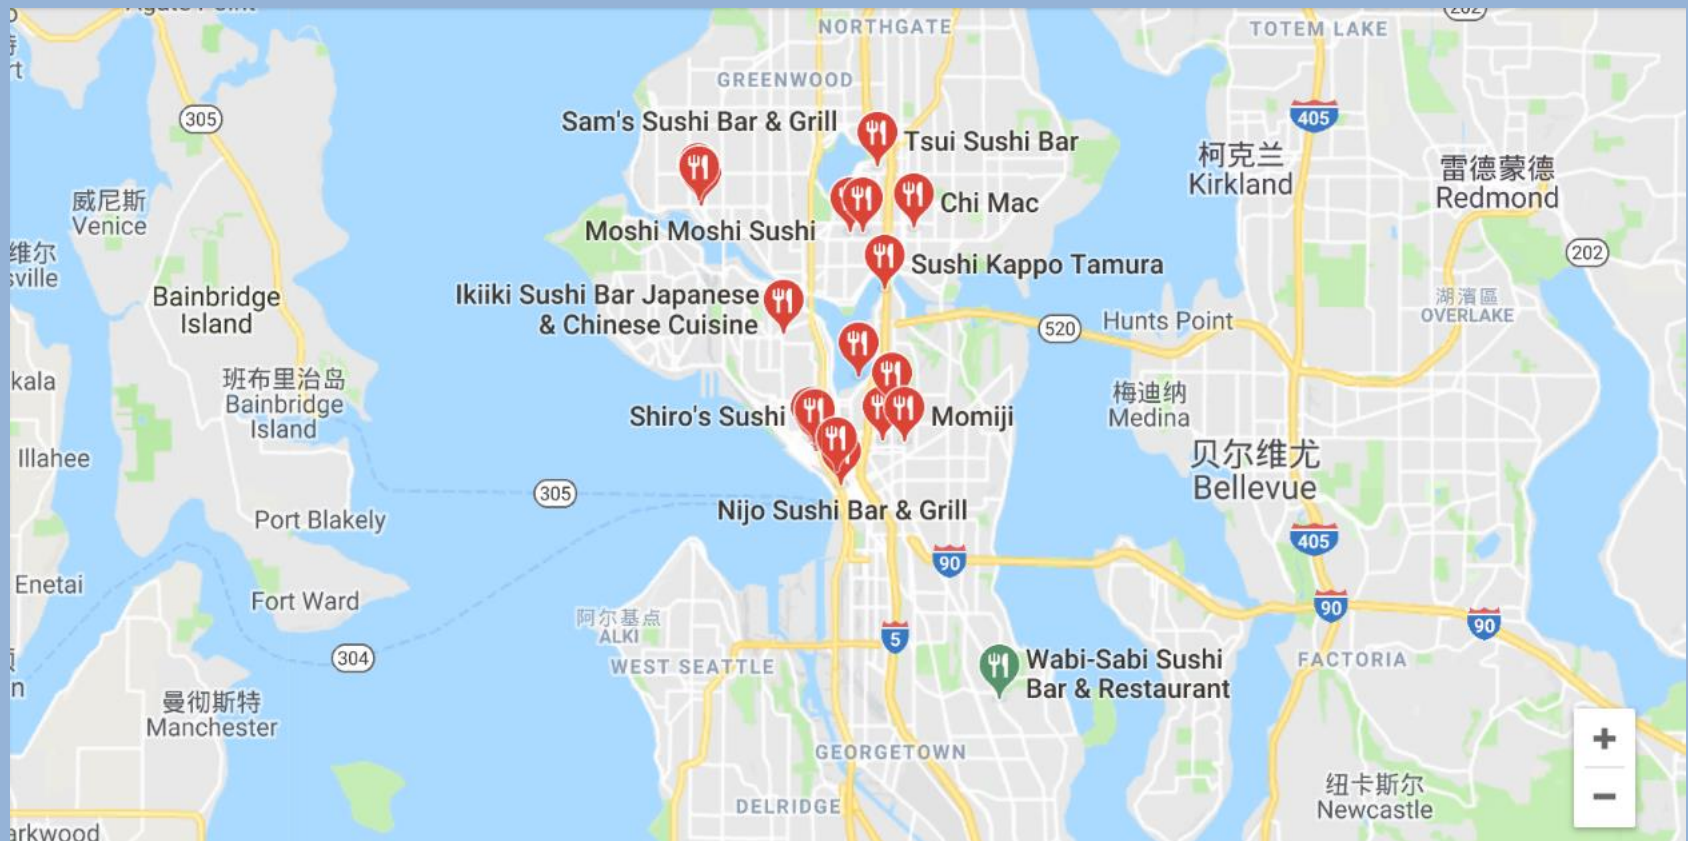 NORTHGATE
TOTEM LAKE
GREENWOOD
Sam's Sushi Bar & Grill
305
405
Tsui Sushi Bar
柯克兰
Kirkland
雷德蒙德
Redmond
威尼斯
Venice
Chi Mac
Moshi Moshi Sushi
维尔
sville
202
Sushi Kappo Tamura
Bainbridge
Island
Ikiiki Sushi Bar Japanese
& Chinese Cuisine
湖濱區
OVERLAKE
520
Hunts Point
kala
班布里治岛
Bainbridge
Island
梅迪纳
Medina
Shiro's Sushi
Momiji
Illahee
贝尔维尤
Bellevue
305
Nijo Sushi Bar & Grill
Port Blakely
405
90
Enetai
Fort Ward
90
90
阿尔基点
ALKI
5
304
WEST SEATTLE
Wabi-Sabi Sushi
Bar & Restaurant
FACTORIA
n
曼彻斯特
Manchester
GEORGETOWN
+
纽卡斯尔
Newcastle
−
DELRIDGE
arkwood